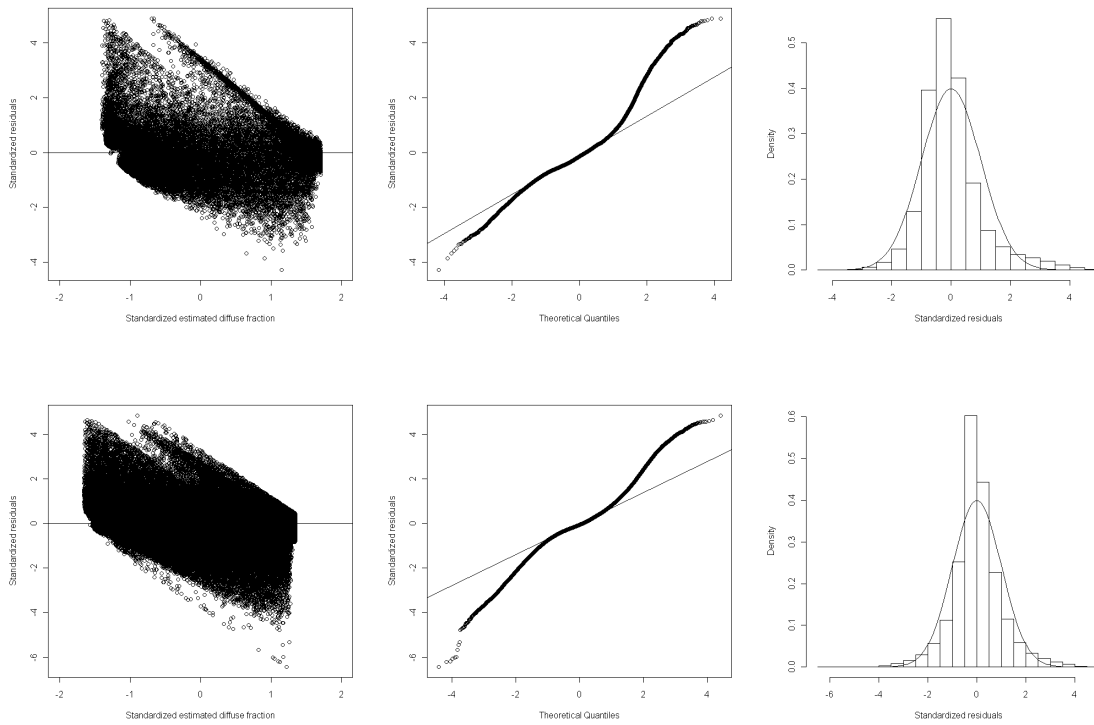 4
2
0
-2
-4
Standardized residuals
-2 -1 0 1 2
Standardized estimated diffuse fraction
4
2
0
-2
-4
Standardized residuals
-4 -2 0 2 4
Theoretical Quantiles
0.5
0.4
0.3
0.2
0.1
0.0
Density
-4 -2 0 2 4
Standardized residuals
4
2
0
-2
-4
-6
Standardized residuals
-2 -1 0 1 2
Standardized estimated diffuse fraction
4
2
0
-2
-4
-6
Standardized residuals
-4 -2 0 2 4
Theoretical Quantiles
0.6
0.5
0.4
0.3
0.2
0.1
0.0
Density
-6 -4 -2 0 2 4
Standardized residuals